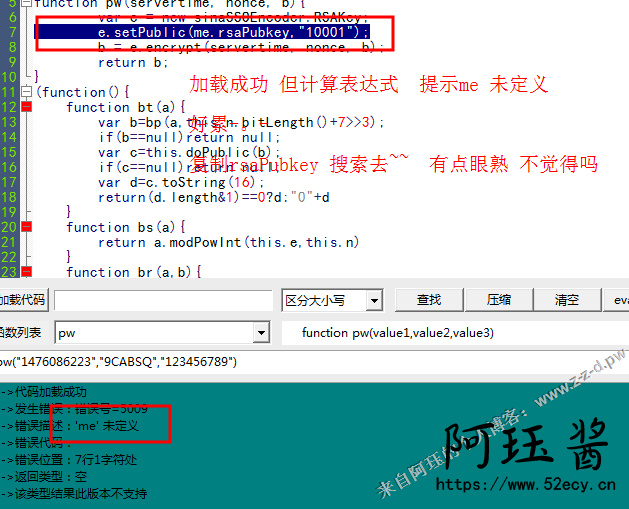 5 function pw(servertime, nonce, b){
6 var c = new sinaSSOEncoder.RSAKey;
7 e.setPublic(me.rsaPubkey,"10001");
8 b = e.encrypt(servertime, nonce, b);
9 return b;
10 }
11 (function(){
12 function bt(a){
13 var b=bp(a,this.n.bitLength()+7>>3);
14 if(b==null)return null;
15 var c=this.doPublic(b);
16 if(c==null)return null;
17 var d=c.toString(16);
18 return(d.length&1)==0?d:"0"+d
19 }
20 function bs(a){
21 return a.modPowInt(this.e,this.n)
22 }
23 function br(a,b){
加载成功 但计算表达式 提示me 未定义
好累~。
复制rsaPubkey 搜索去~~ 有点眼熟 不觉得吗
加载代码 区分大小写 查找 压缩 清空 eva
函数列表 pw function pw(value1,value2,value3)
pw("1476086223","9CABSQ","123456789")
->代码加载成功
->发生错误：错误号=5009
->错误描述：'me' 未定义
->错误代码：
->错误位置：7行1字符处
->返回类型：空
->该类型结果此版本不支持
来自阿珏的个人博客：www.zz-d.pw
阿珏酱
https://www.52ecy.cn